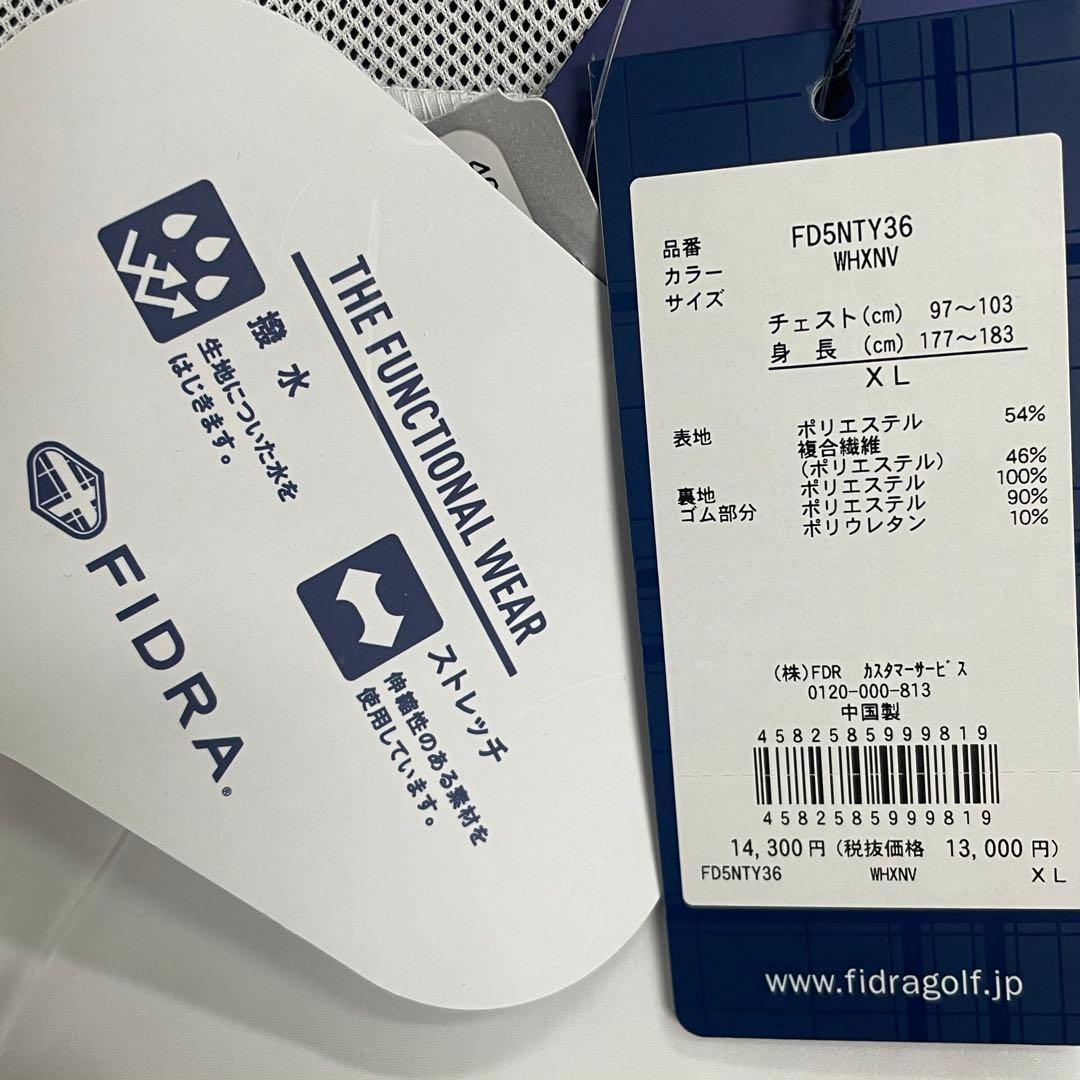 THE FUNCTIONAL WEAR
撥水
生地についた水を
はじきます。
ストレッチ
伸縮性のある素材を
使用しています。
FIDRA®
品番 FD5NTY36
カラー WHXNV
サイズ
チェスト(cm) 97～103
身長 (cm) 177～183
XL
表地 ポリエステル 54%
複合繊維
(ポリエステル) 46%
裏地 ポリエステル 100%
ゴム部分 ポリエステル 90%
ポリウレタン 10%
(株)FDR ｶｽﾀﾏｰｻｰﾋﾞｽ
0120-000-813
中国製
4582585999819
4582585999819
14,300円(税抜価格 13,000円)
FD5NTY36 WHXNV XL
www.fidragolf.jp